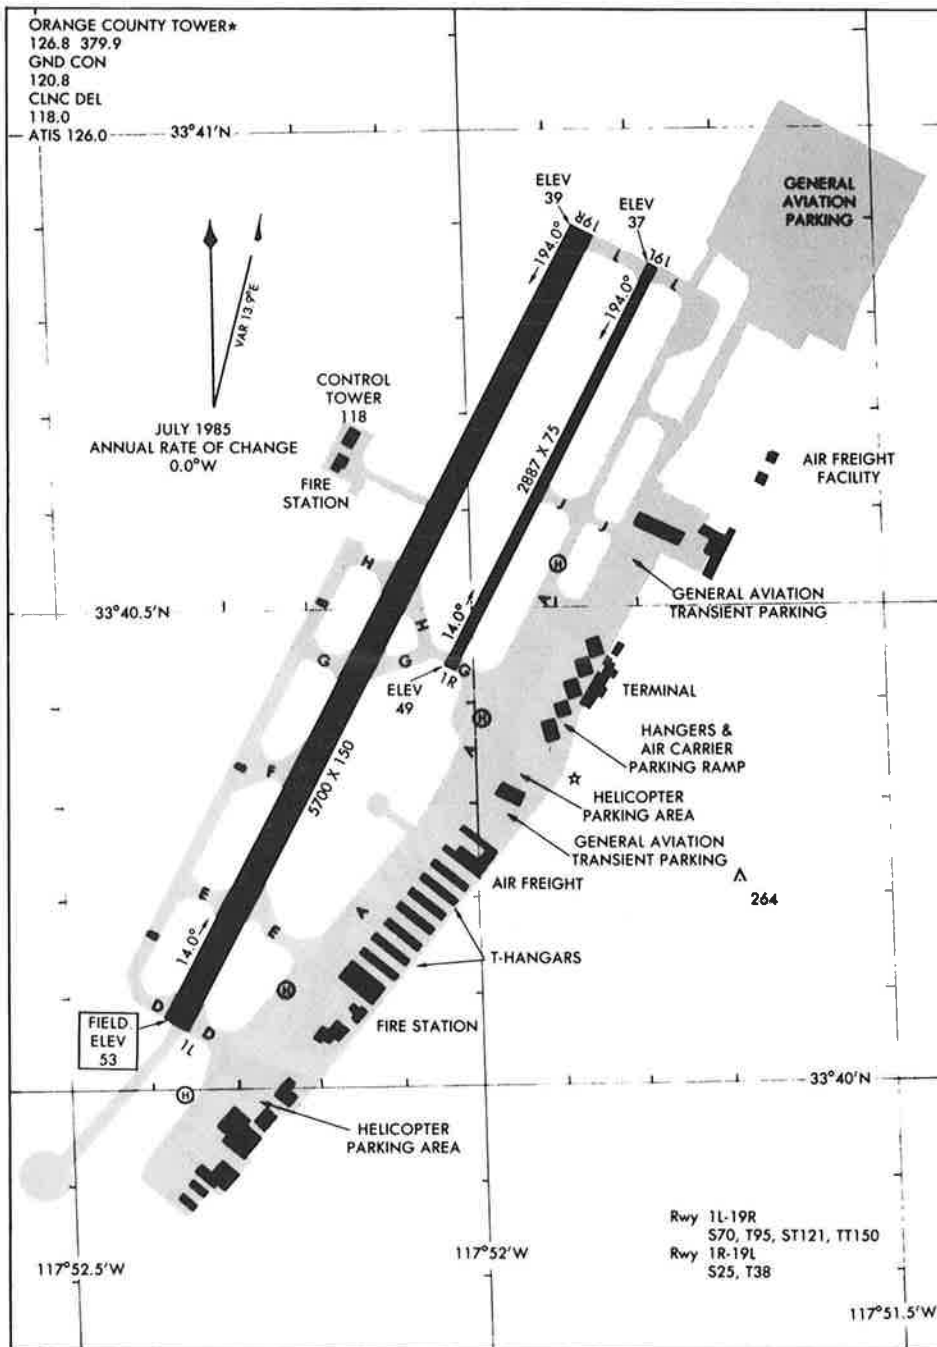 ORANGE COUNTY TOWER★
126.8 379.9
GND CON
120.8
CLNC DEL
118.0
ATIS 126.0
33°41'N
GENERAL
AVIATION
PARKING
ELEV
39
ELEV
37
19R
19L
194.0°
194.0°
I
I
VAR 13.9°E
JULY 1985
ANNUAL RATE OF CHANGE
0.0°W
CONTROL
TOWER
118
FIRE
STATION
2887 X 75
AIR FREIGHT
FACILITY
J
J
H
H
B
H
GENERAL AVIATION
TRANSIENT PARKING
33°40.5'N
14.0°
A
G
G
G
1R
ELEV
49
TERMINAL
H
HANGERS &
AIR CARRIER
PARKING RAMP
A
B
F
5700 X 150
HELICOPTER
PARKING AREA
GENERAL AVIATION
TRANSIENT PARKING
AIR FREIGHT
264
E
E
A
B
14.0°
T-HANGARS
H
D
D
1L
FIELD
ELEV
53
FIRE STATION
33°40'N
H
HELICOPTER
PARKING AREA
Rwy 1L-19R
S70, T95, ST121, TT150
Rwy 1R-19L
S25, T38
117°52.5'W
117°52'W
117°51.5'W